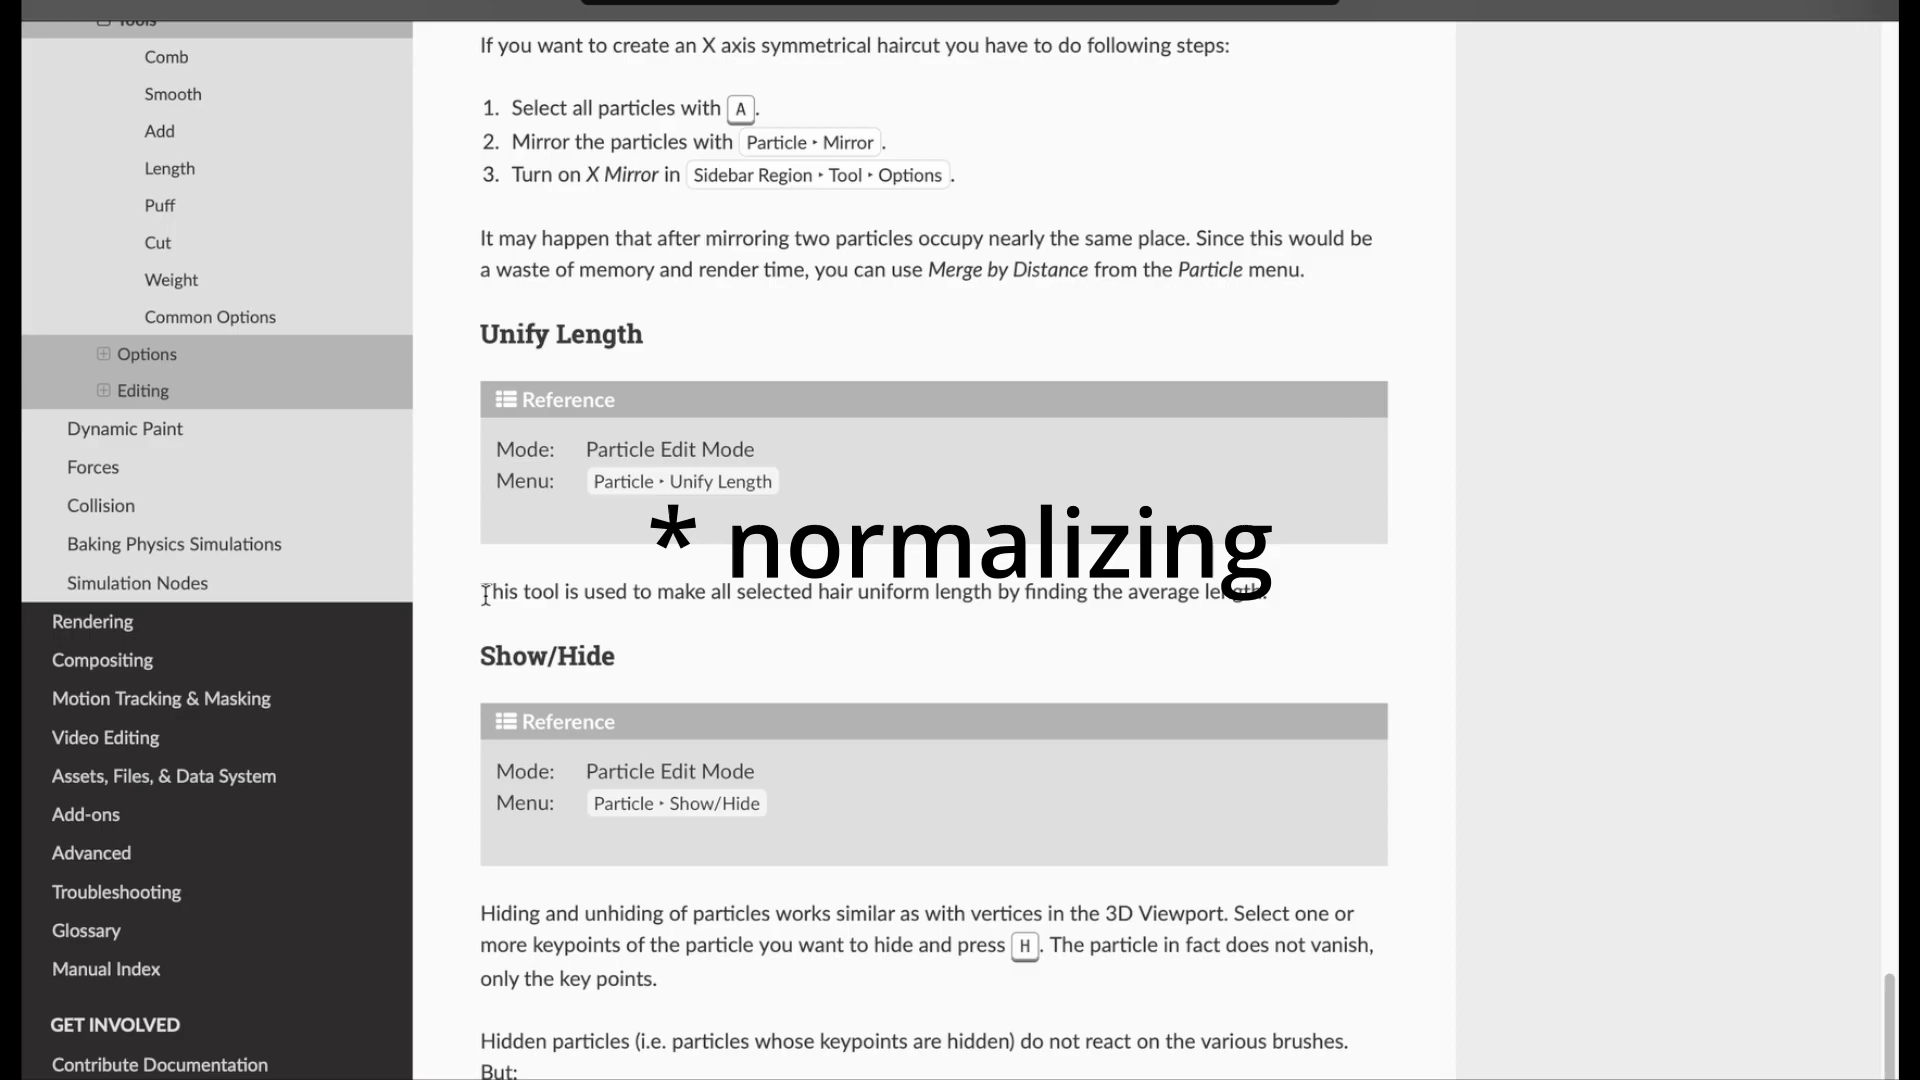 Tools
Comb
Smooth
Add
Length
Puff
Cut
Weight
Common Options
Options
Editing
Dynamic Paint
Forces
Collision
Baking Physics Simulations
Simulation Nodes
Rendering
Compositing
Motion Tracking & Masking
Video Editing
Assets, Files, & Data System
Add-ons
Advanced
Troubleshooting
Glossary
Manual Index
GET INVOLVED
Contribute Documentation
If you want to create an X axis symmetrical haircut you have to do following steps:
1. Select all particles with A.
2. Mirror the particles with Particle ‣ Mirror.
3. Turn on X Mirror in Sidebar Region ‣ Tool ‣ Options.
It may happen that after mirroring two particles occupy nearly the same place. Since this would be
a waste of memory and render time, you can use Merge by Distance from the Particle menu.
Unify Length
Reference
Mode: Particle Edit Mode
Menu: Particle ‣ Unify Length
* normalizing
This tool is used to make all selected hair uniform length by finding the average length.
Show/Hide
Reference
Mode: Particle Edit Mode
Menu: Particle ‣ Show/Hide
Hiding and unhiding of particles works similar as with vertices in the 3D Viewport. Select one or
more keypoints of the particle you want to hide and press H. The particle in fact does not vanish,
only the key points.
Hidden particles (i.e. particles whose keypoints are hidden) do not react on the various brushes.
But: